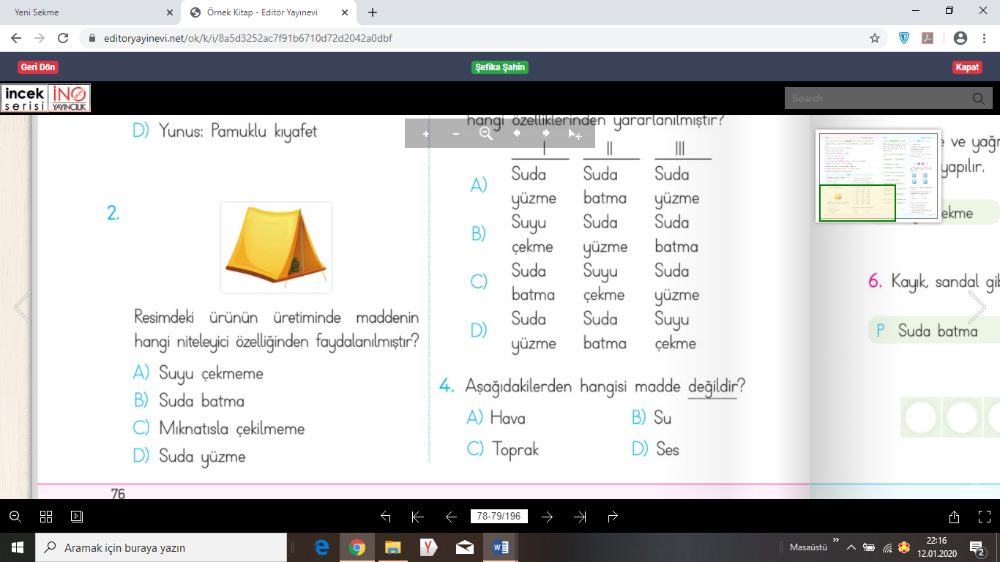 Yeni Sekme
Örnek Kitap - Editör Yayınevi
editoryayinevi.net/ok/k/i/8a5d3252ac7f91b6710d72d2042a0dbf
Geri Dön
Şefika Şahin
Kapat
incek
serisi
İNO
YAYINCILIK
Search
D) Yunus: Pamuklu kıyafet
2.
Resimdeki ürünün üretiminde maddenin
hangi niteleyici özelliğinden faydalanılmıştır?
A) Suyu çekmeme
B) Suda batma
C) Mıknatısla çekilmeme
D) Suda yüzme
76
hangi özelliklerinden yararlanılmıştır?
I II III
A) Suda Suda Suda
yüzme batma yüzme
B) Suyu Suda Suda
çekme yüzme batma
C) Suda Suyu Suda
batma çekme yüzme
D) Suda Suda Suyu
yüzme batma çekme
4. Aşağıdakilerden hangisi madde değildir?
A) Hava B) Su
C) Toprak D) Ses
e ve yağr
yapılır.
ekme
6. Kayık, sandal gib
P Suda batma
78-79/196
Aramak için buraya yazın
Masaüstü
22:16
12.01.2020
2